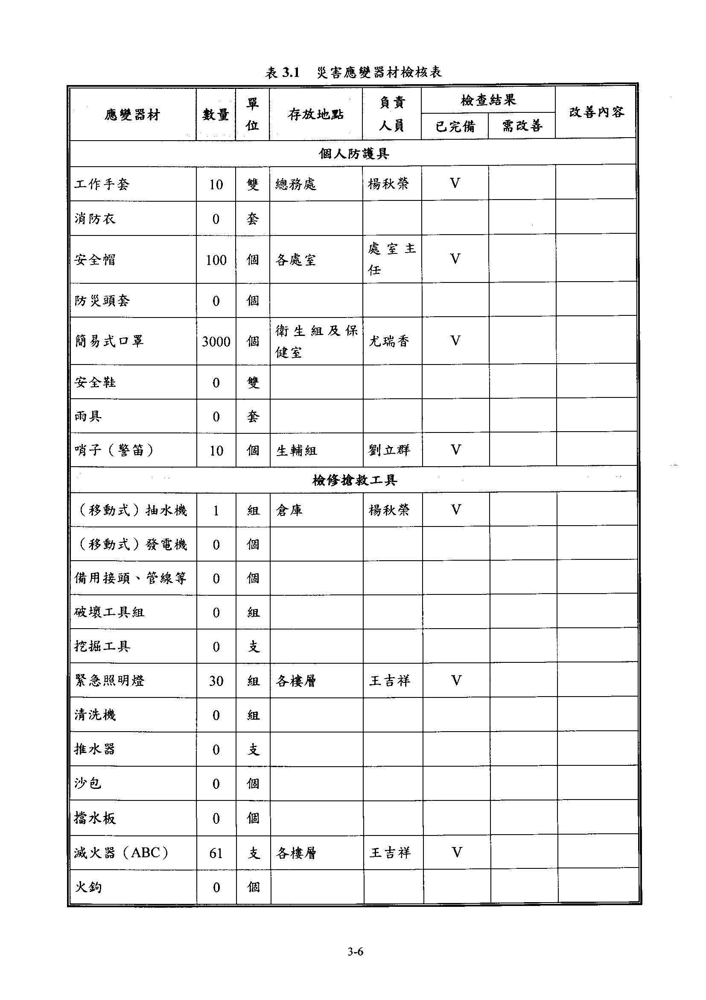 表 3.1 災害應變器材檢核表
應變器材 數量 單位 存放地點 負責人員 檢查結果 改善內容
已完備 需改善
個人防護具
工作手套 10 雙 總務處 楊秋榮 V
消防衣 0 套
安全帽 100 個 各處室 處室主任 V
防災頭套 0 個
簡易式口罩 3000 個 衛生組及保健室 尤瑞香 V
安全鞋 0 雙
雨具 0 套
哨子（警笛） 10 個 生輔組 劉立群 V
檢修搶救工具
（移動式）抽水機 1 組 倉庫 楊秋榮 V
（移動式）發電機 0 個
備用接頭、管線等 0 個
破壞工具組 0 組
挖掘工具 0 支
緊急照明燈 30 組 各樓層 王吉祥 V
清洗機 0 組
推水器 0 支
沙包 0 個
擋水板 0 個
滅火器（ABC） 61 支 各樓層 王吉祥 V
火鉤 0 個
3-6